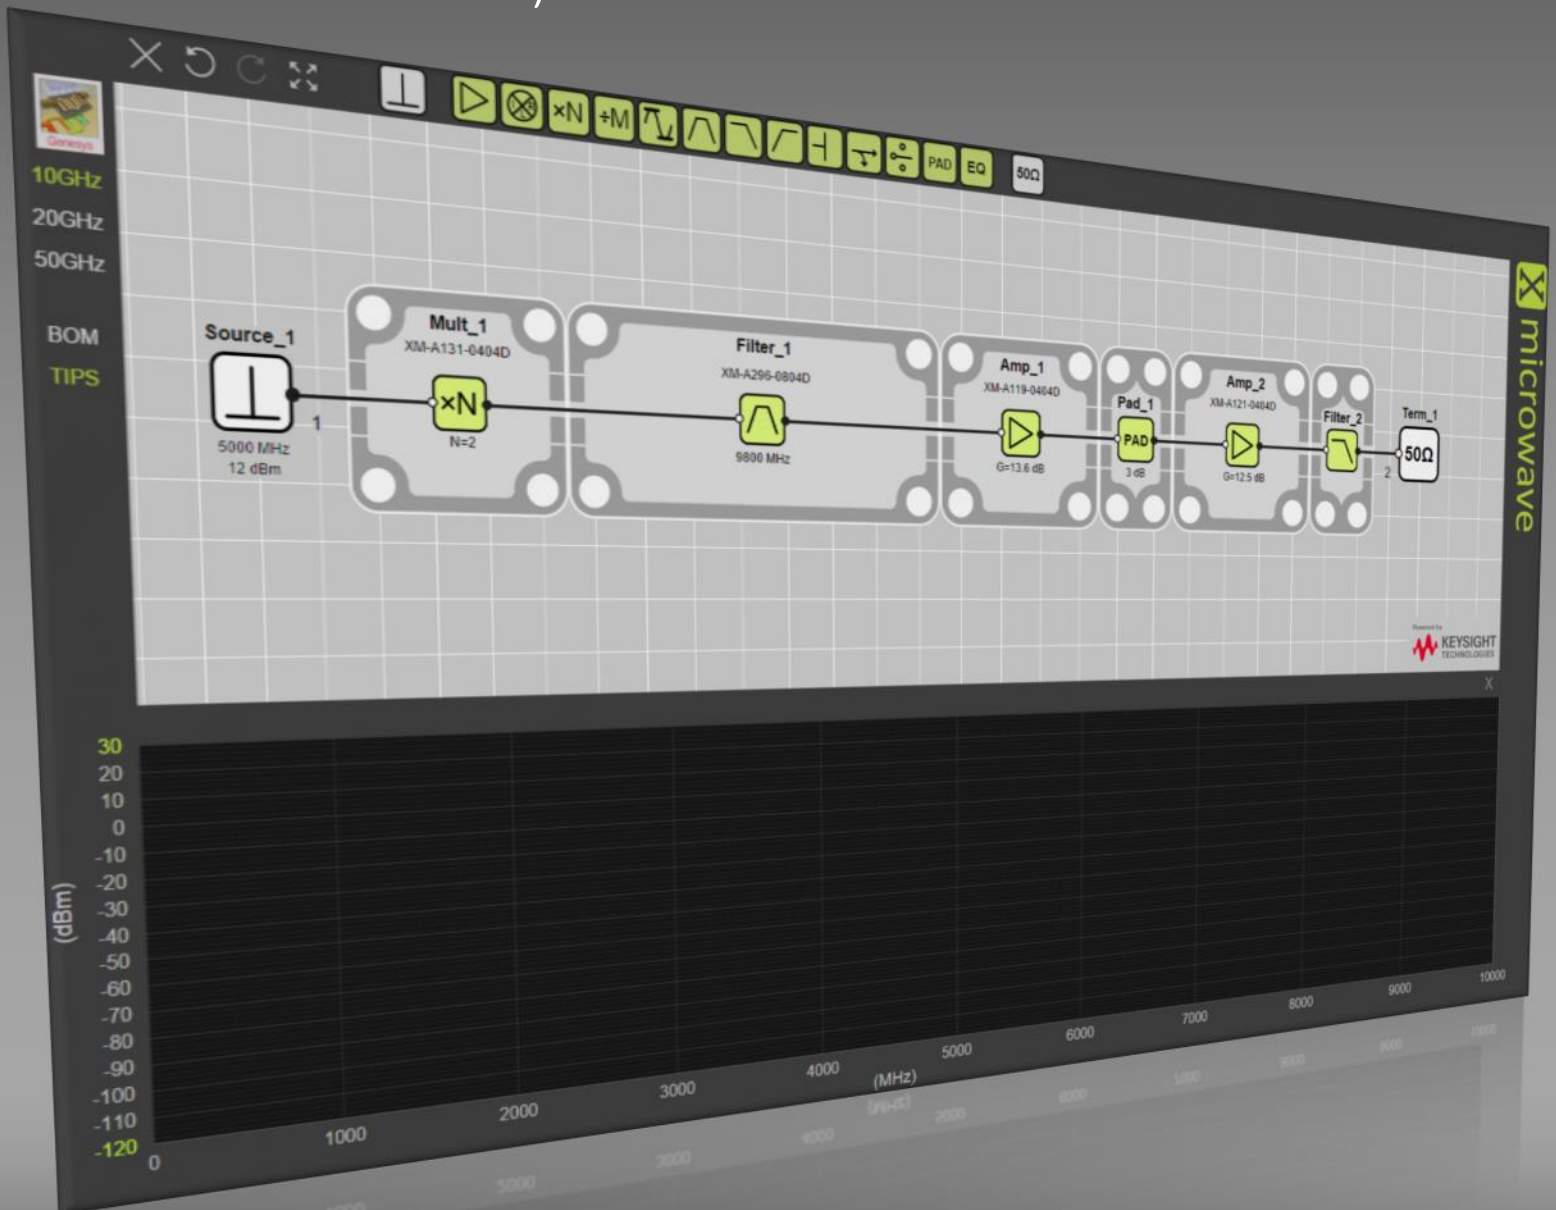 Genesys
10GHz
20GHz
50GHz
BOM
TIPS
×N
÷M
PAD
EQ
50Ω
Source_1
1
5000 MHz
12 dBm
Mult_1
XM-A131-0404D
×N
N=2
Filter_1
XM-A296-0804D
9800 MHz
Amp_1
XM-A119-0404D
G=13.6 dB
Pad_1
PAD
3 dB
Amp_2
XM-A121-0404D
G=12.5 dB
Filter_2
2
Term_1
50Ω
X microwave
Powered by
KEYSIGHT
TECHNOLOGIES
X
30
20
10
0
-10
-20
-30
-40
-50
-60
-70
-80
-90
-100
-110
-120
(dBm)
0
1000
2000
3000
4000
5000
6000
7000
8000
9000
10000
(MHz)